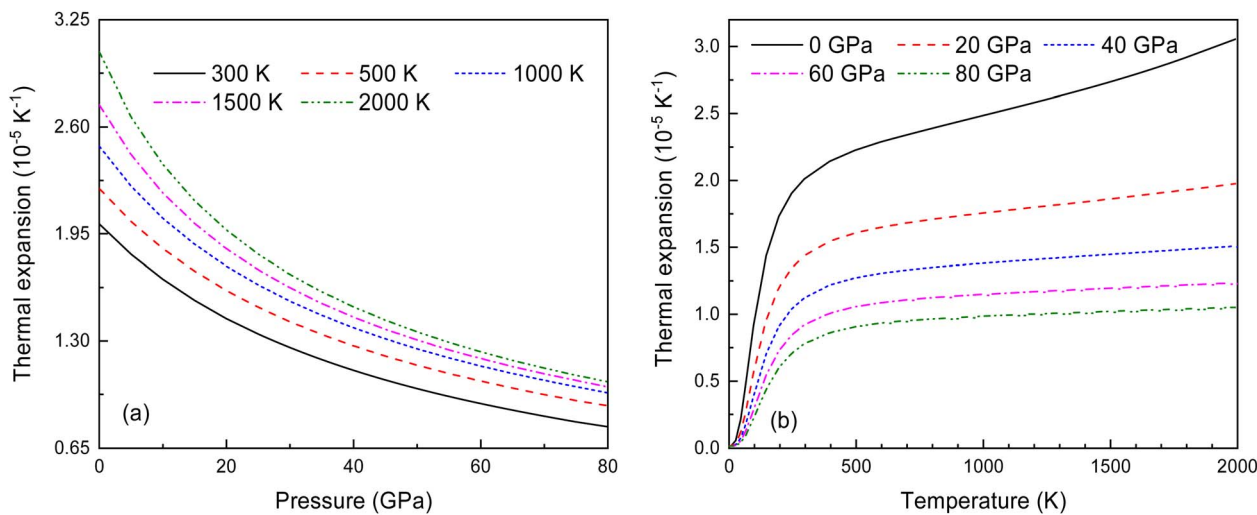 3.25
2.60
1.95
1.30
0.65
Thermal expansion (10⁻⁵ K⁻¹)
300 K 500 K 1000 K
1500 K 2000 K
(a)
0 20 40 60 80
Pressure (GPa)
3.0
2.5
2.0
1.5
1.0
0.5
0.0
Thermal expansion (10⁻⁵ K⁻¹)
0 GPa 20 GPa 40 GPa
60 GPa 80 GPa
(b)
0 500 1000 1500 2000
Temperature (K)